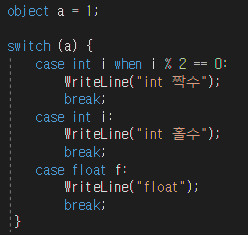 object a = 1;
switch (a) {
case int i when i % 2 == 0:
WriteLine("int 짝수");
break;
case int i:
WriteLine("int 홀수");
break;
case float f:
WriteLine("float");
break;
}